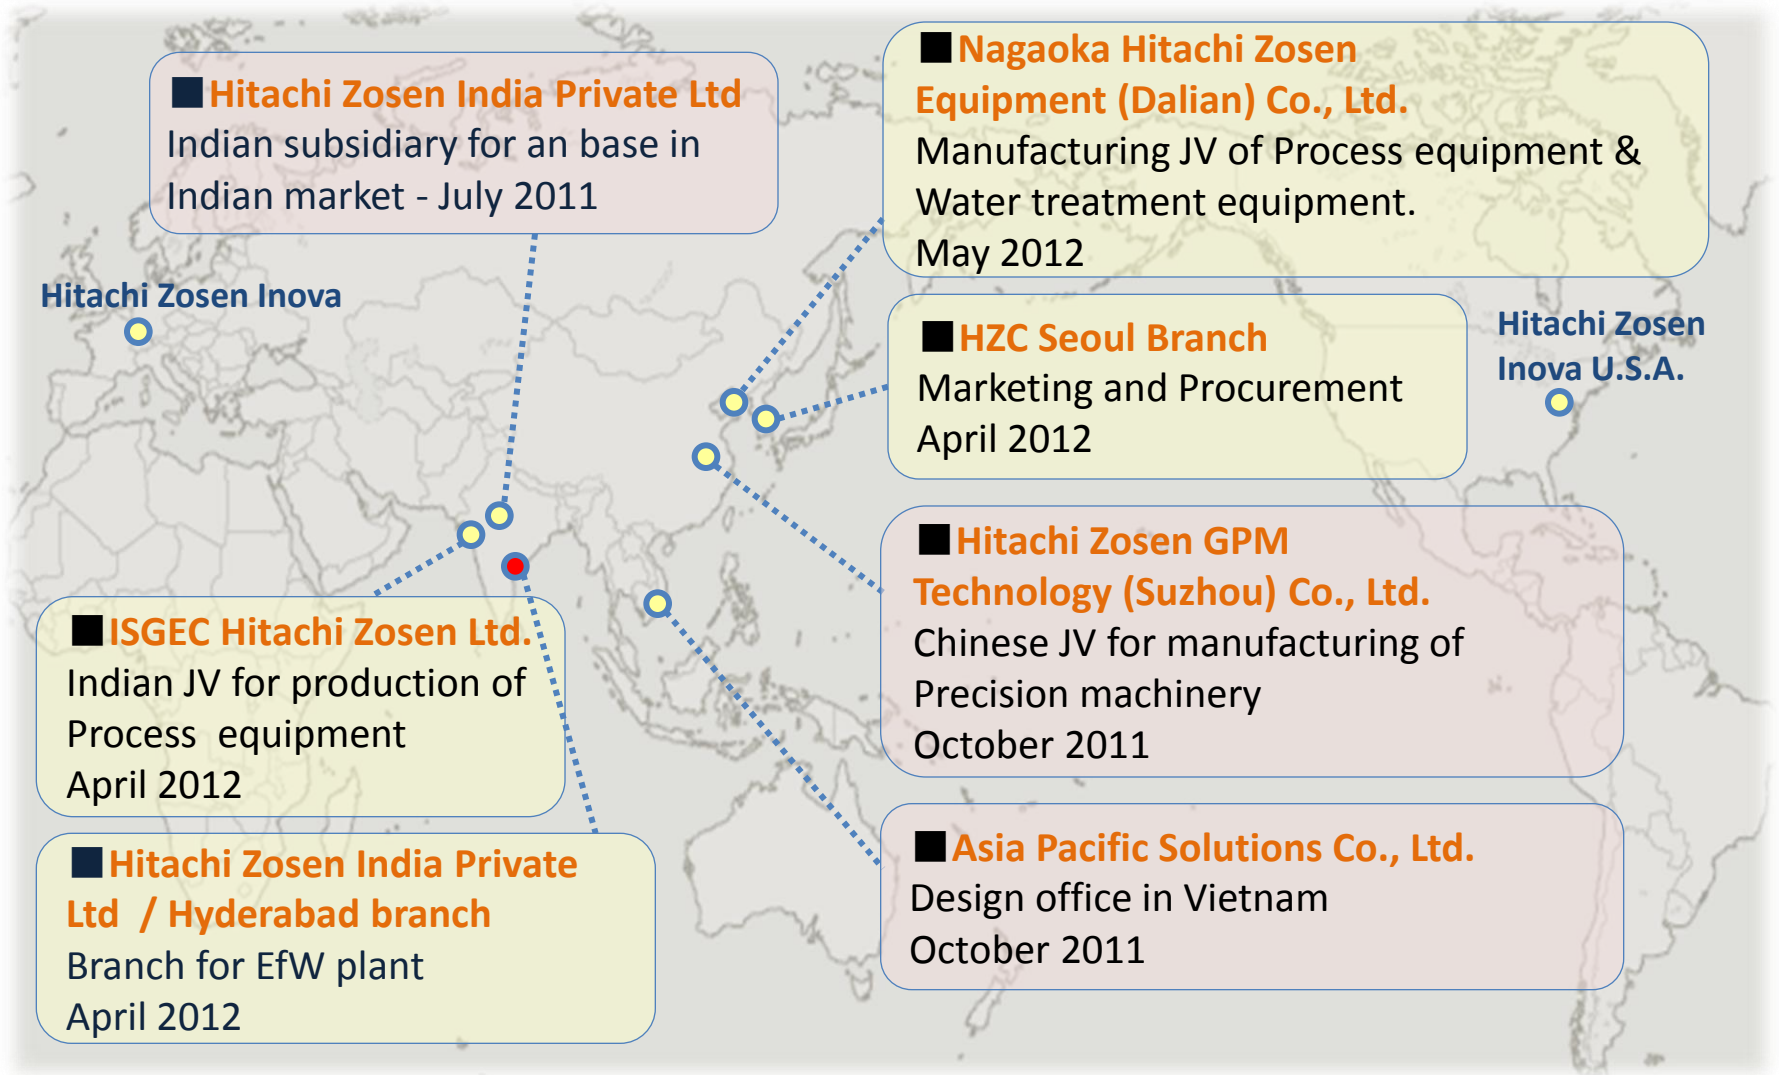 ■Hitachi Zosen India Private Ltd
Indian subsidiary for an base in
Indian market - July 2011
■Nagaoka Hitachi Zosen
Equipment (Dalian) Co., Ltd.
Manufacturing JV of Process equipment &
Water treatment equipment.
May 2012
Hitachi Zosen Inova
■HZC Seoul Branch
Marketing and Procurement
April 2012
Hitachi Zosen
Inova U.S.A.
■Hitachi Zosen GPM
Technology (Suzhou) Co., Ltd.
Chinese JV for manufacturing of
Precision machinery
October 2011
■ISGEC Hitachi Zosen Ltd.
Indian JV for production of
Process equipment
April 2012
■Hitachi Zosen India Private
Ltd / Hyderabad branch
Branch for EfW plant
April 2012
■Asia Pacific Solutions Co., Ltd.
Design office in Vietnam
October 2011